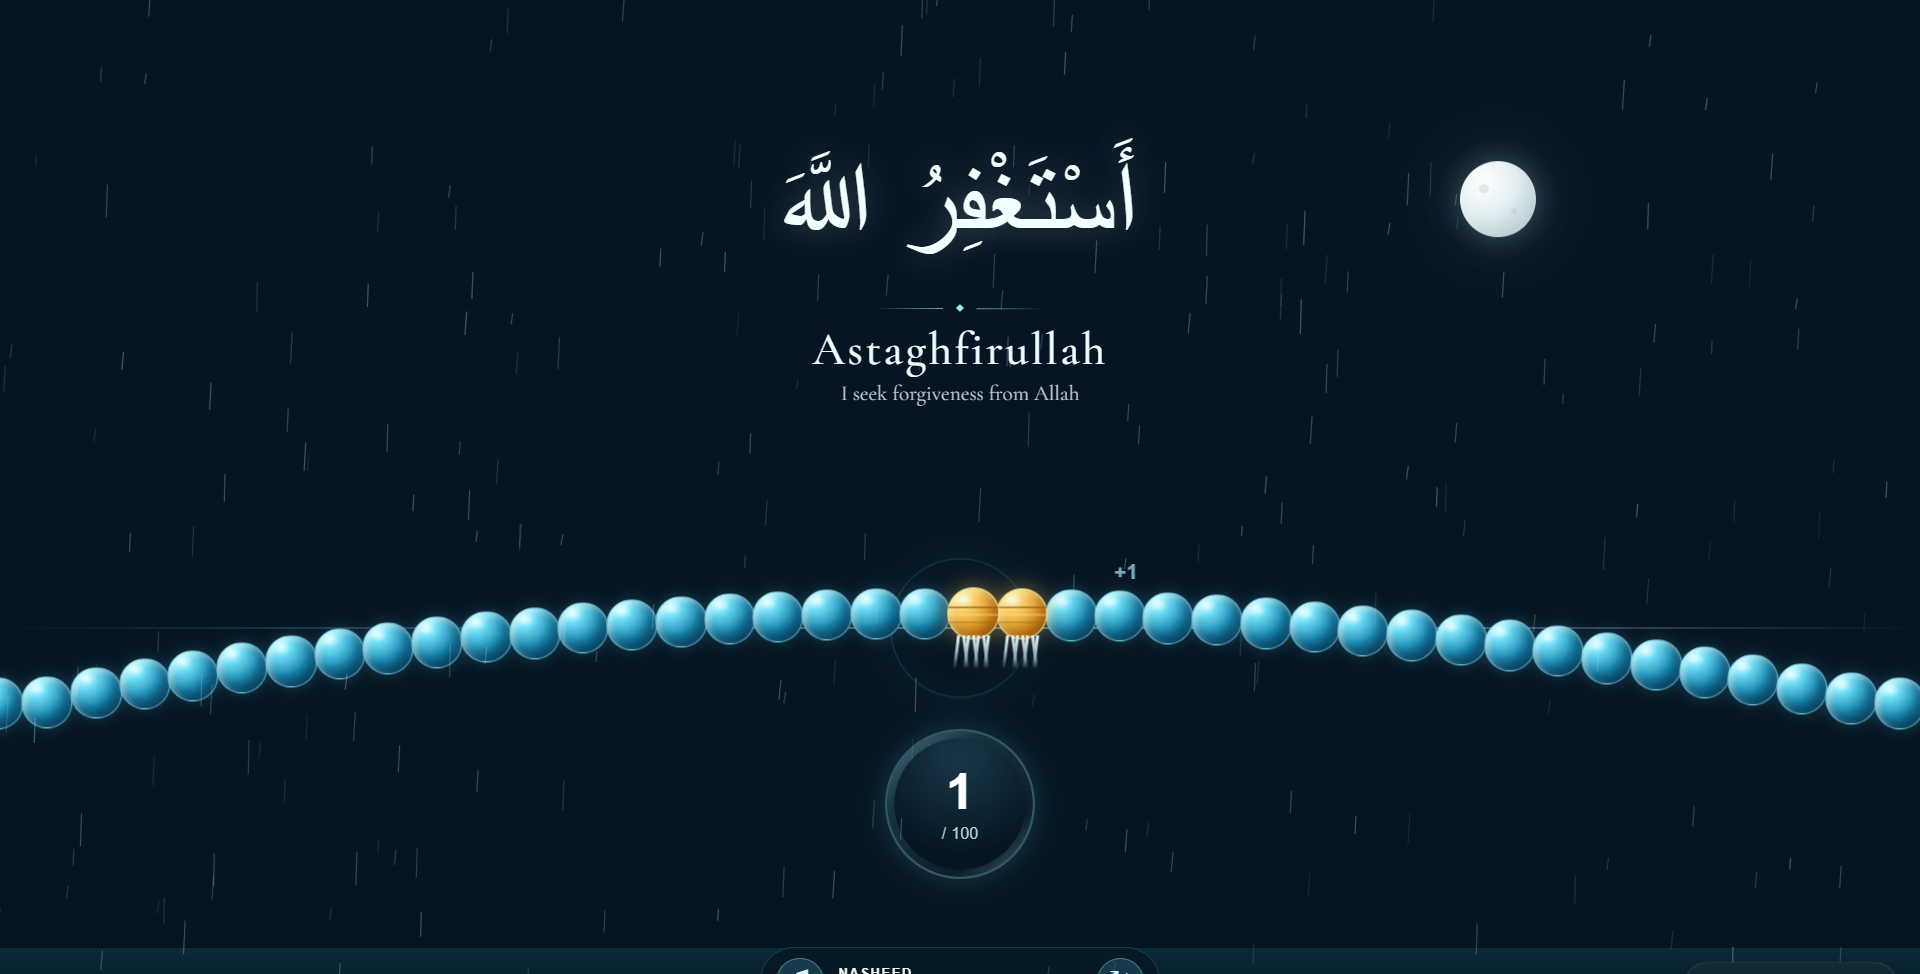 أَسْتَغْفِرُ اللَّهَ
Astaghfirullah
I seek forgiveness from Allah
+1
1
/ 100
NASHEED